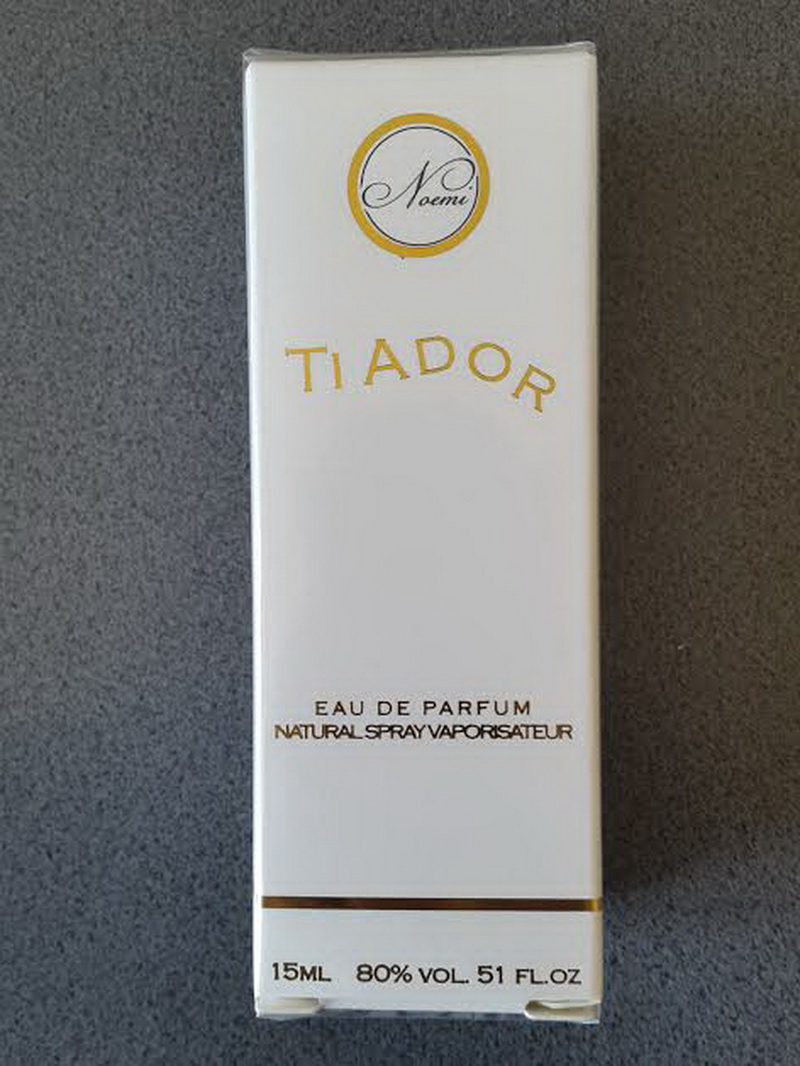 Noemi
TI ADOR
EAU DE PARFUM
NATURAL SPRAY VAPORISATEUR
15ML 80% VOL. 51 FL.OZ